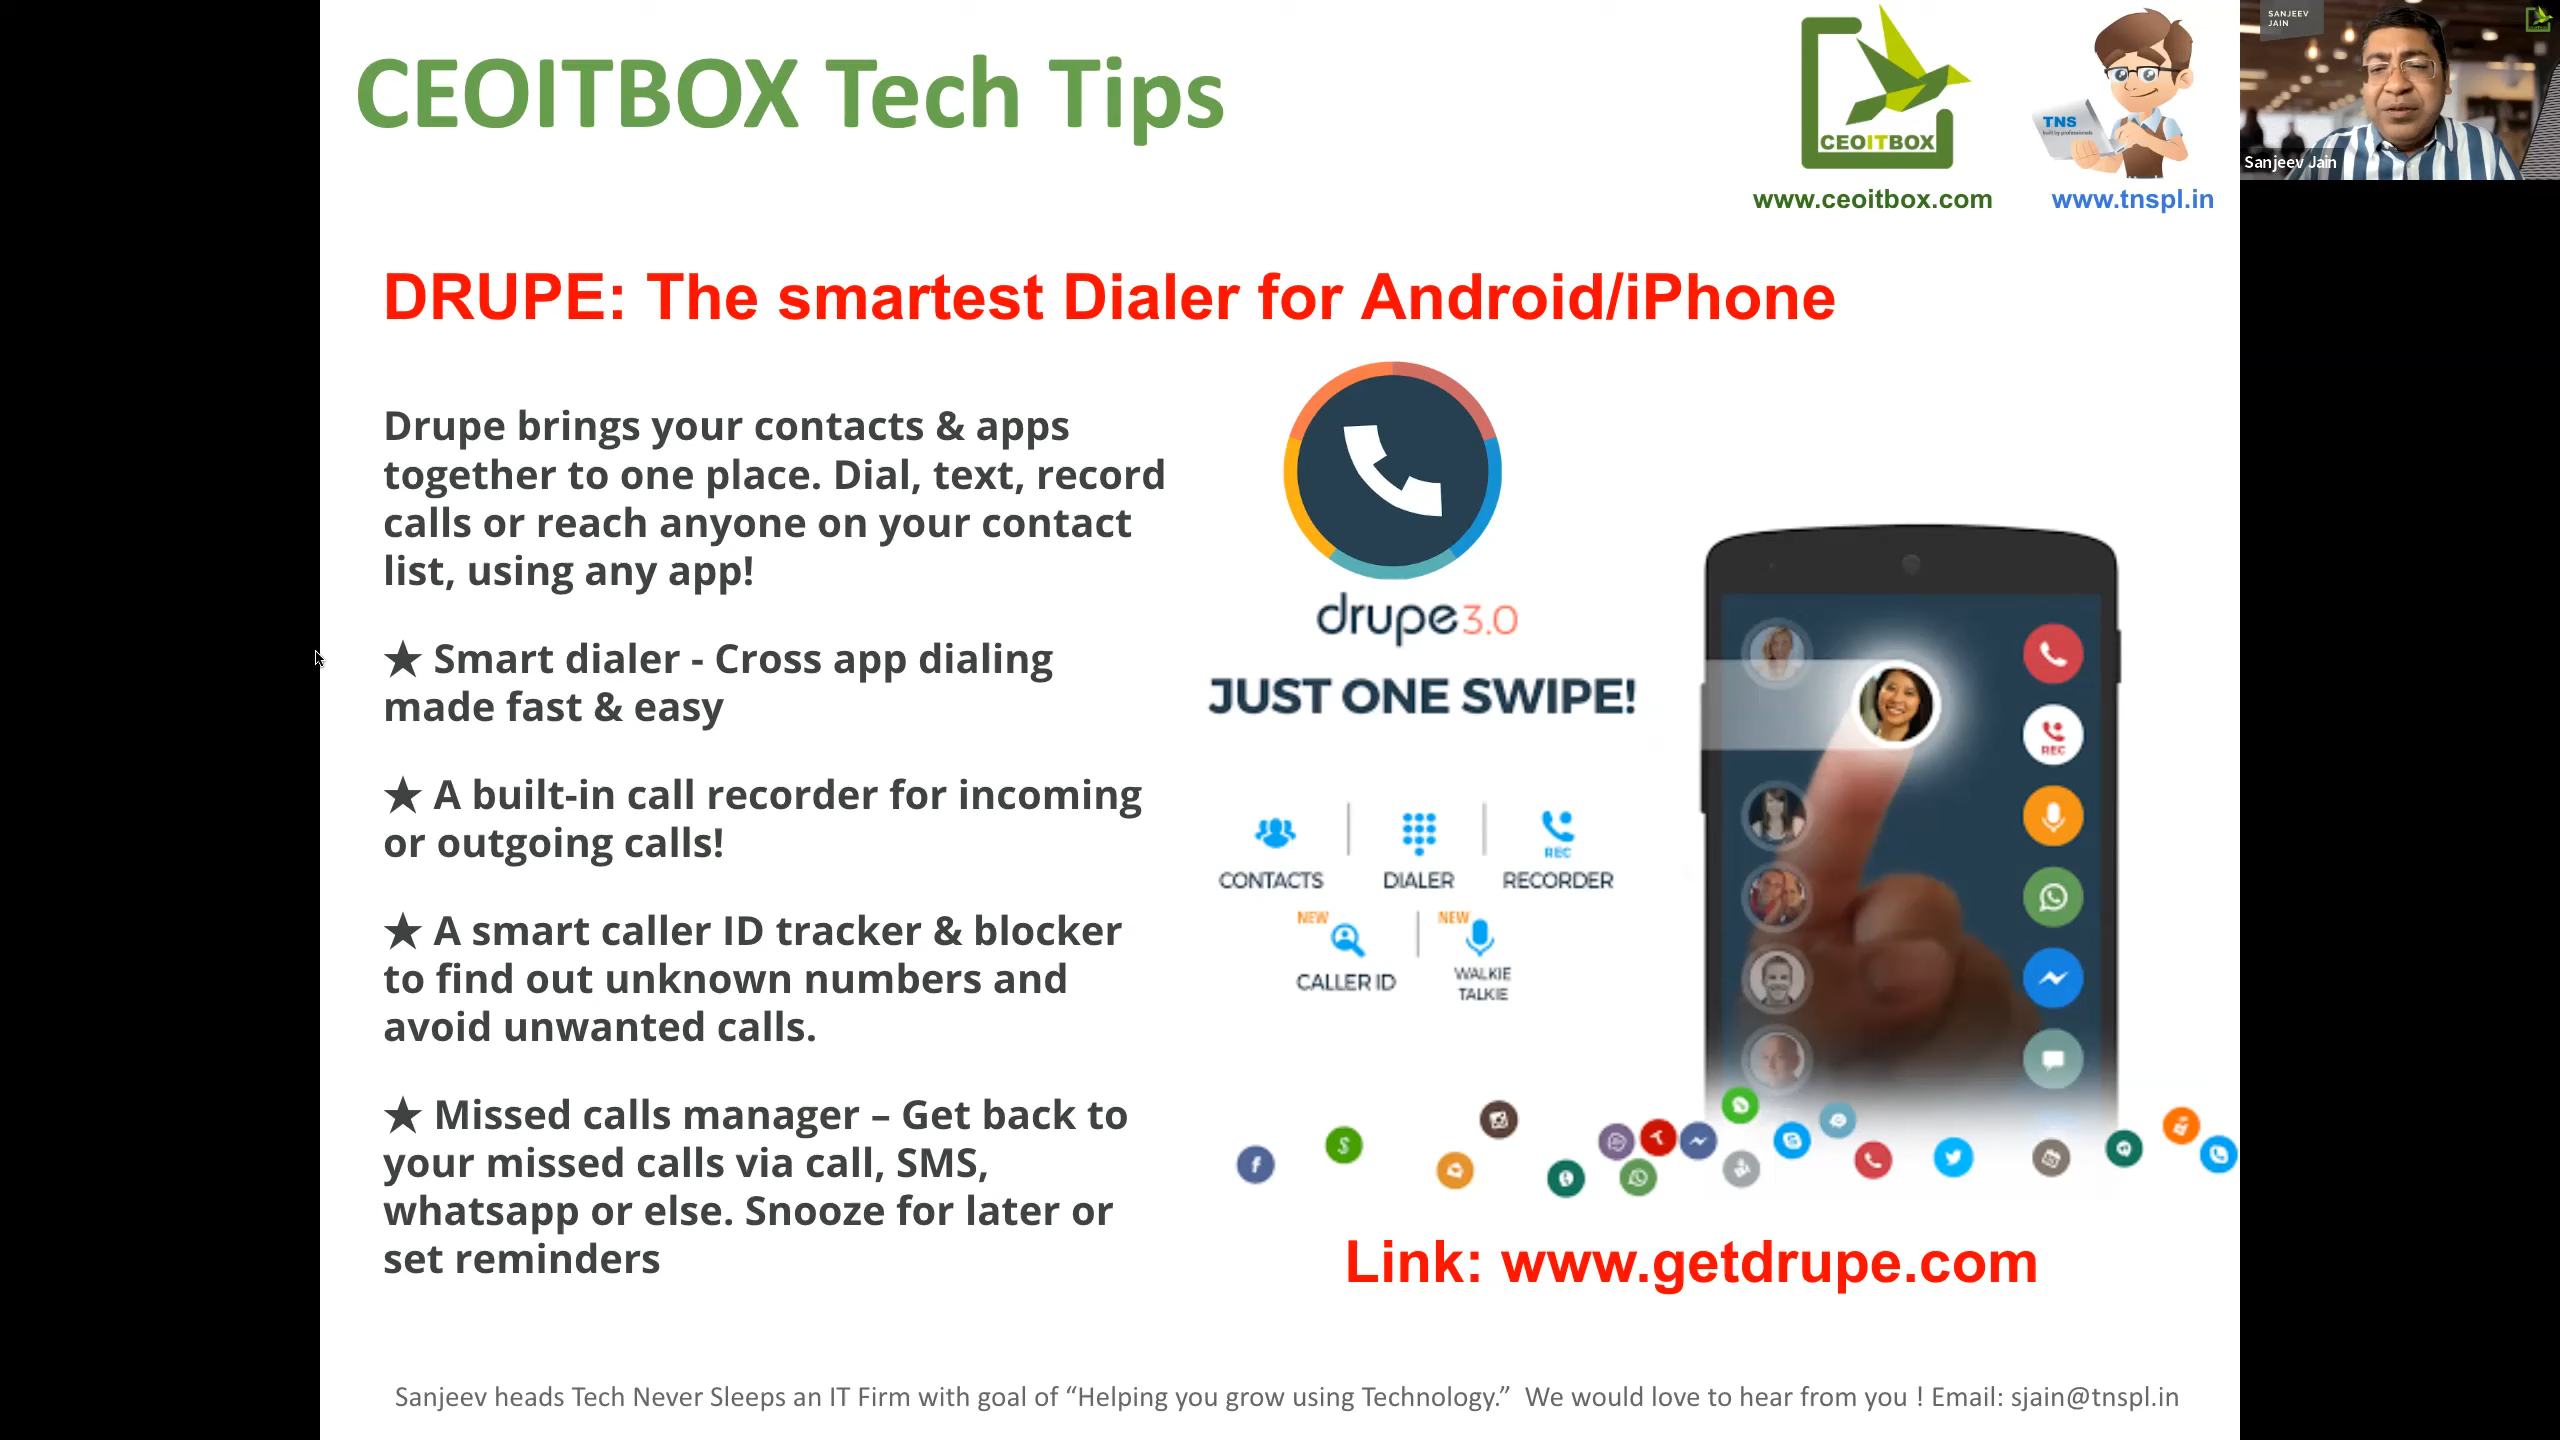 CEOITBOX Tech Tips
CEOITBOX
www.ceoitbox.com
TNS
www.tnspl.in
SANJEEV
JAIN
Sanjeev Jain
DRUPE: The smartest Dialer for Android/iPhone
Drupe brings your contacts & apps
together to one place. Dial, text, record
calls or reach anyone on your contact
list, using any app!
★ Smart dialer - Cross app dialing
made fast & easy
★ A built-in call recorder for incoming
or outgoing calls!
★ A smart caller ID tracker & blocker
to find out unknown numbers and
avoid unwanted calls.
★ Missed calls manager – Get back to
your missed calls via call, SMS,
whatsapp or else. Snooze for later or
set reminders
drupe3.0
JUST ONE SWIPE!
REC
CONTACTS
DIALER
RECORDER
NEW
NEW
CALLER ID
WALKIE
TALKIE
REC
Link: www.getdrupe.com
Sanjeev heads Tech Never Sleeps an IT Firm with goal of “Helping you grow using Technology.” We would love to hear from you ! Email: sjain@tnspl.in